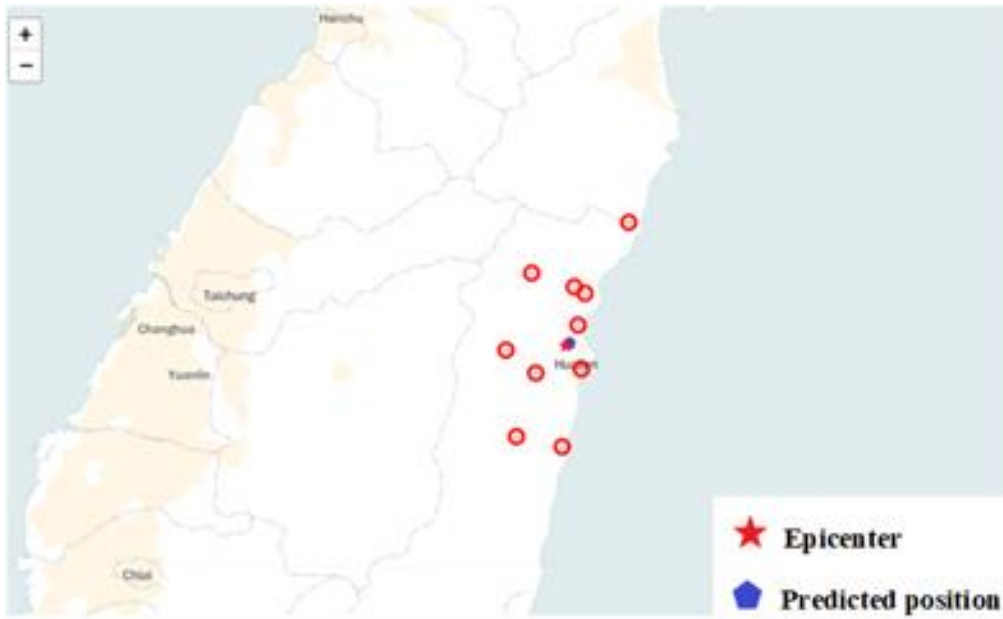 +
−
Hsinchu
Taichung
Changhua
Yuanlin
Chiai
Epicenter
Predicted position